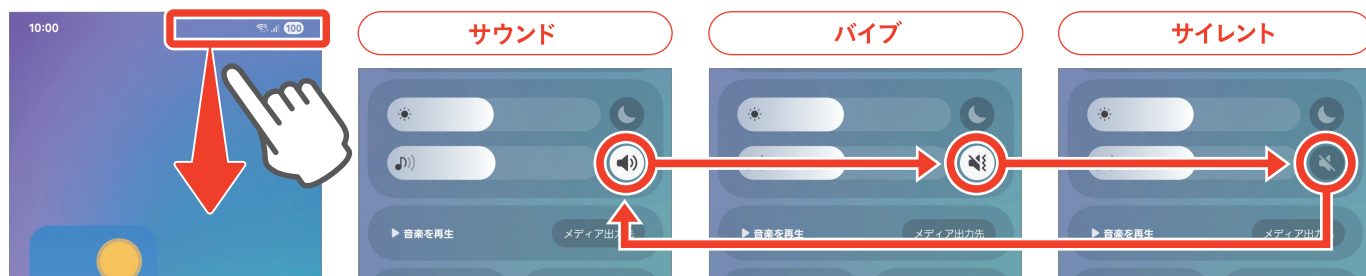 10:00
100
サウンド
バイブ
サイレント
音楽を再生
メディア出力先
音楽を再生
メディア出力先
音楽を再生
メディア出力先